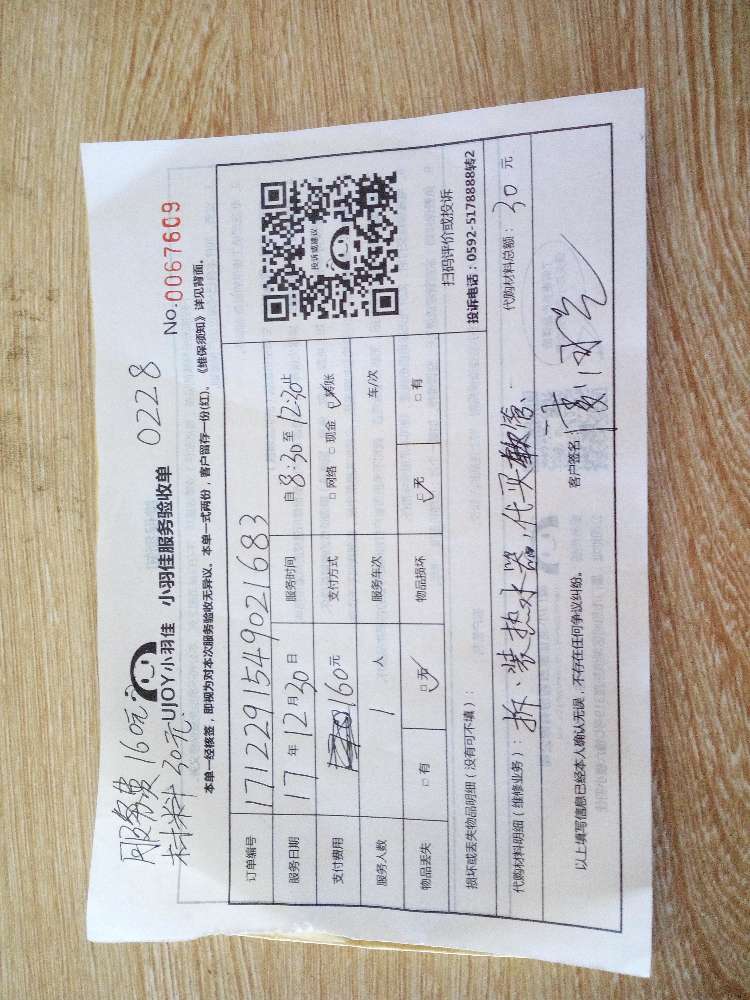 服务费160元
材料30元
0228
UJOY小羽佳 小羽佳服务验收单
No.0067609
本单一经核签，即视为对本次服务验收无异议。本单一式两份，客户留存一份(红)。《维保须知》详见背面。
订单编号 1712291549021683
服务日期 17年12月30日 服务时间 自8:30至12:30止
支付费用 160元 支付方式 □网络 □现金 ☑转账
服务人数 1人 服务车次 车/次
物品丢失 □有 ☑无 物品损坏 ☑无 □有
投诉或建议
扫码评价或投诉
投诉电话：0592-5178888转2
损坏或丢失物品明细（没有可不填）：
代购材料明细（维修业务）：拆、装热水器，代买软管、 代购材料总额：30元
以上填写信息已经本人确认无误，不存在任何争议纠纷。 客户签名